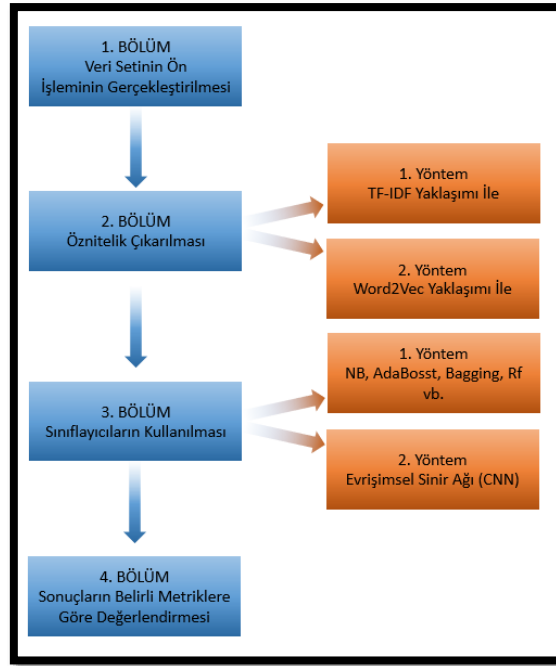 1. BÖLÜM
Veri Setinin Ön
İşleminin Gerçekleştirilmesi
2. BÖLÜM
Öznitelik Çıkarılması
1. Yöntem
TF-IDF Yaklaşımı İle
2. Yöntem
Word2Vec Yaklaşımı İle
3. BÖLÜM
Sınıflayıcıların Kullanılması
1. Yöntem
NB, AdaBosst, Bagging, Rf
vb.
2. Yöntem
Evrişimsel Sinir Ağı (CNN)
4. BÖLÜM
Sonuçların Belirli Metriklere
Göre Değerlendirmesi